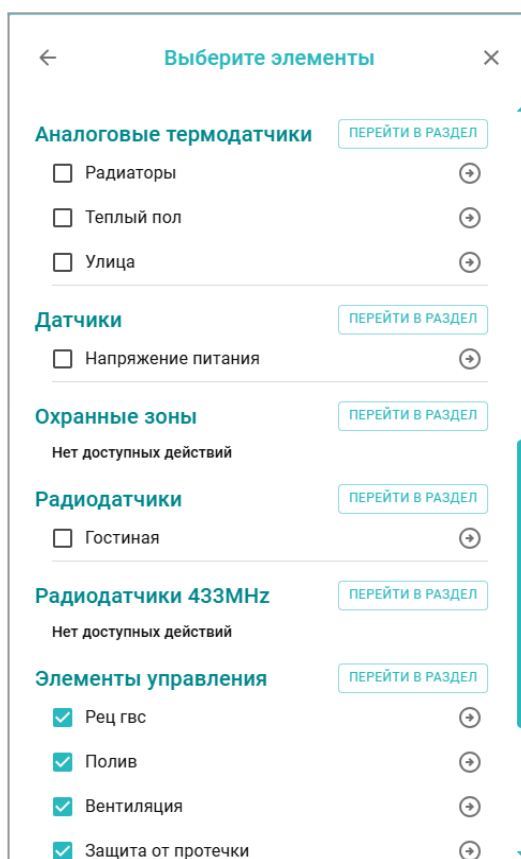 Выберите элементы
Аналоговые термодатчики ПЕРЕЙТИ В РАЗДЕЛ
Радиаторы
Теплый пол
Улица
Датчики ПЕРЕЙТИ В РАЗДЕЛ
Напряжение питания
Охранные зоны ПЕРЕЙТИ В РАЗДЕЛ
Нет доступных действий
Радиодатчики ПЕРЕЙТИ В РАЗДЕЛ
Гостиная
Радиодатчики 433MHz ПЕРЕЙТИ В РАЗДЕЛ
Нет доступных действий
Элементы управления ПЕРЕЙТИ В РАЗДЕЛ
Рец гвс
Полив
Вентиляция
Защита от протечки